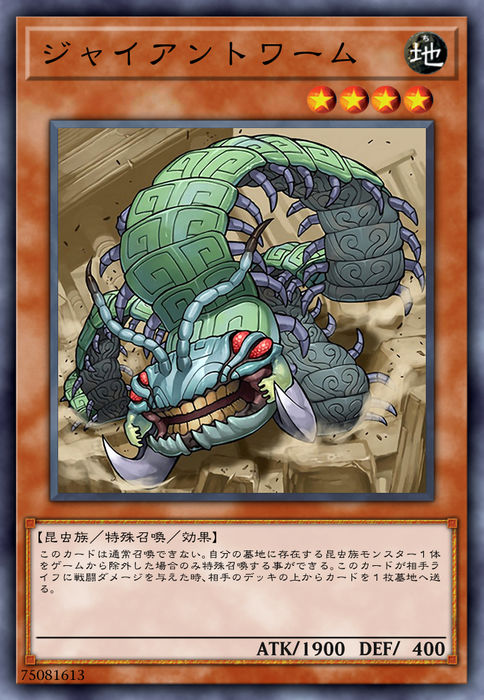 ジャイアントワーム
ち
地
【昆虫族／特殊召喚／効果】
このカードは通常召喚できない。自分の墓地に存在する昆虫族モンスター１体
をゲームから除外した場合のみ特殊召喚する事ができる。このカードが相手ラ
イフに戦闘ダメージを与えた時、相手のデッキの上からカードを１枚墓地へ送
る。
ATK/1900 DEF/ 400
75081613